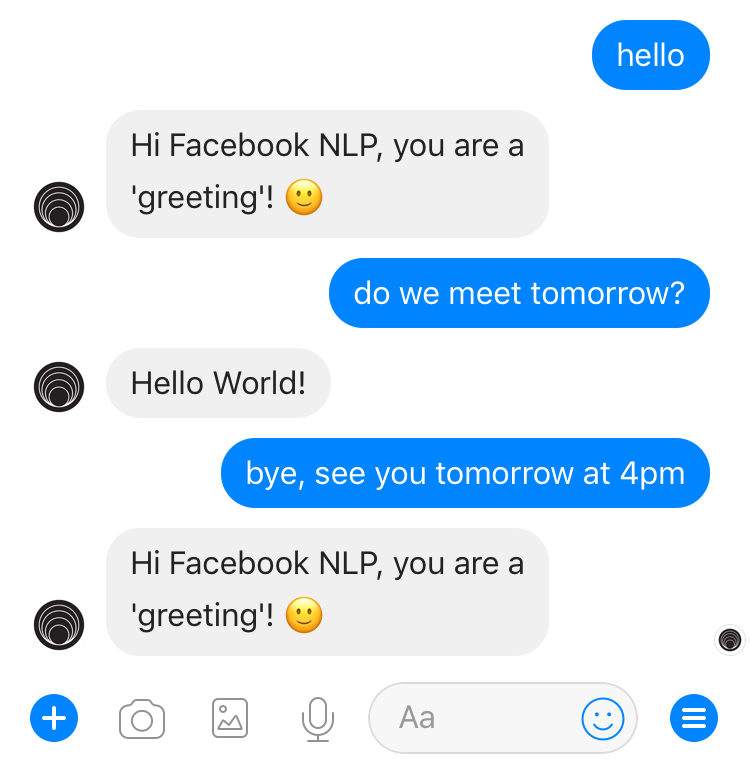 hello
Hi Facebook NLP, you are a
'greeting'! 🙂
do we meet tomorrow?
Hello World!
bye, see you tomorrow at 4pm
Hi Facebook NLP, you are a
'greeting'! 🙂
Aa